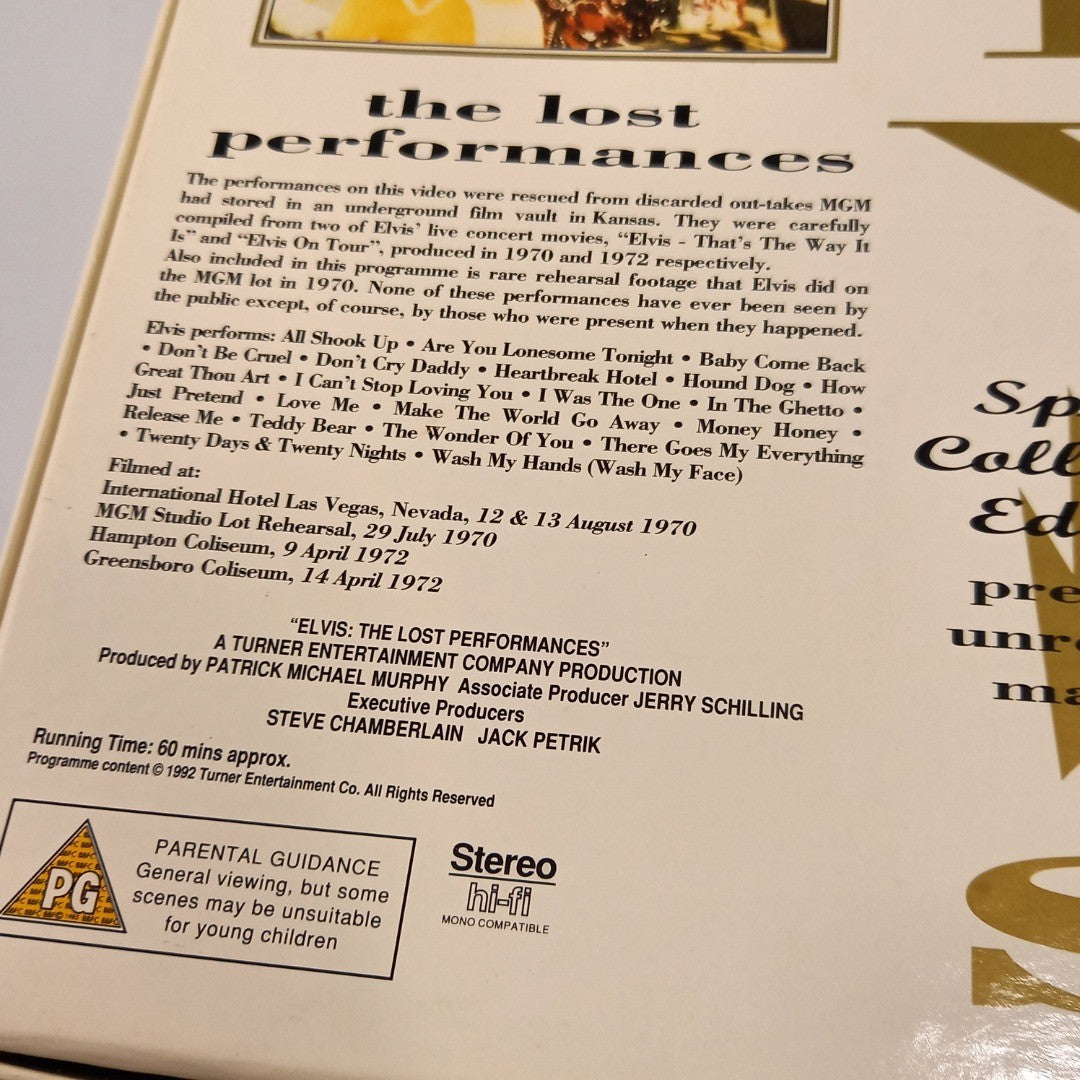 the lost
performances
The performances on this video were rescued from discarded out-takes MGM
had stored in an underground film vault in Kansas. They were carefully
compiled from two of Elvis' live concert movies, "Elvis - That's The Way It
Is" and "Elvis On Tour", produced in 1970 and 1972 respectively.
Also included in this programme is rare rehearsal footage that Elvis did on
the MGM lot in 1970. None of these performances have ever been seen by
the public except, of course, by those who were present when they happened.
Elvis performs: All Shook Up • Are You Lonesome Tonight • Baby Come Back
• Don't Be Cruel • Don't Cry Daddy • Heartbreak Hotel • Hound Dog • How
Great Thou Art • I Can't Stop Loving You • I Was The One • In The Ghetto •
Just Pretend • Love Me • Make The World Go Away • Money Honey •
Release Me • Teddy Bear • The Wonder Of You • There Goes My Everything
• Twenty Days & Twenty Nights • Wash My Hands (Wash My Face)
Filmed at:
International Hotel Las Vegas, Nevada, 12 & 13 August 1970
MGM Studio Lot Rehearsal, 29 July 1970
Hampton Coliseum, 9 April 1972
Greensboro Coliseum, 14 April 1972
"ELVIS: THE LOST PERFORMANCES"
A TURNER ENTERTAINMENT COMPANY PRODUCTION
Produced by PATRICK MICHAEL MURPHY Associate Producer JERRY SCHILLING
Executive Producers
STEVE CHAMBERLAIN JACK PETRIK
Running Time: 60 mins approx.
Programme content © 1992 Turner Entertainment Co. All Rights Reserved
PG
PARENTAL GUIDANCE
General viewing, but some
scenes may be unsuitable
for young children
Stereo
hi-fi
MONO COMPATIBLE
Sp
Coll
Ed
pre
unr
ma
S